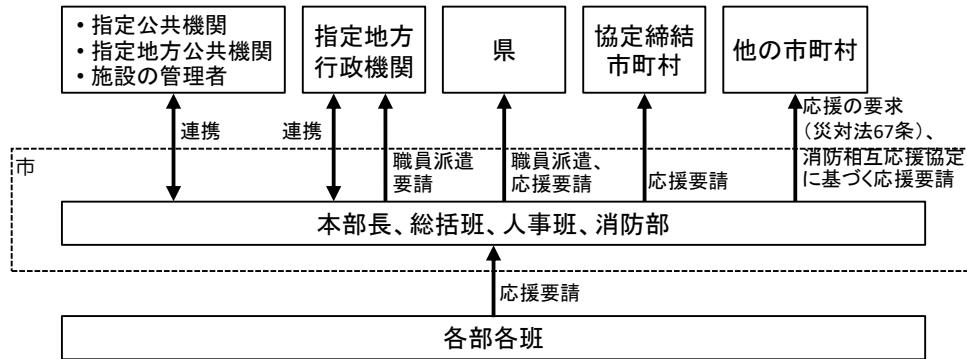 ・指定公共機関
・指定地方公共機関
・施設の管理者
指定地方
行政機関
県
協定締結
市町村
他の市町村
連携
連携
職員派遣
要請
職員派遣、
応援要請
応援要請
応援の要求
（災対法67条）、
消防相互応援協定
に基づく応援要請
市
本部長、総括班、人事班、消防部
応援要請
各部各班